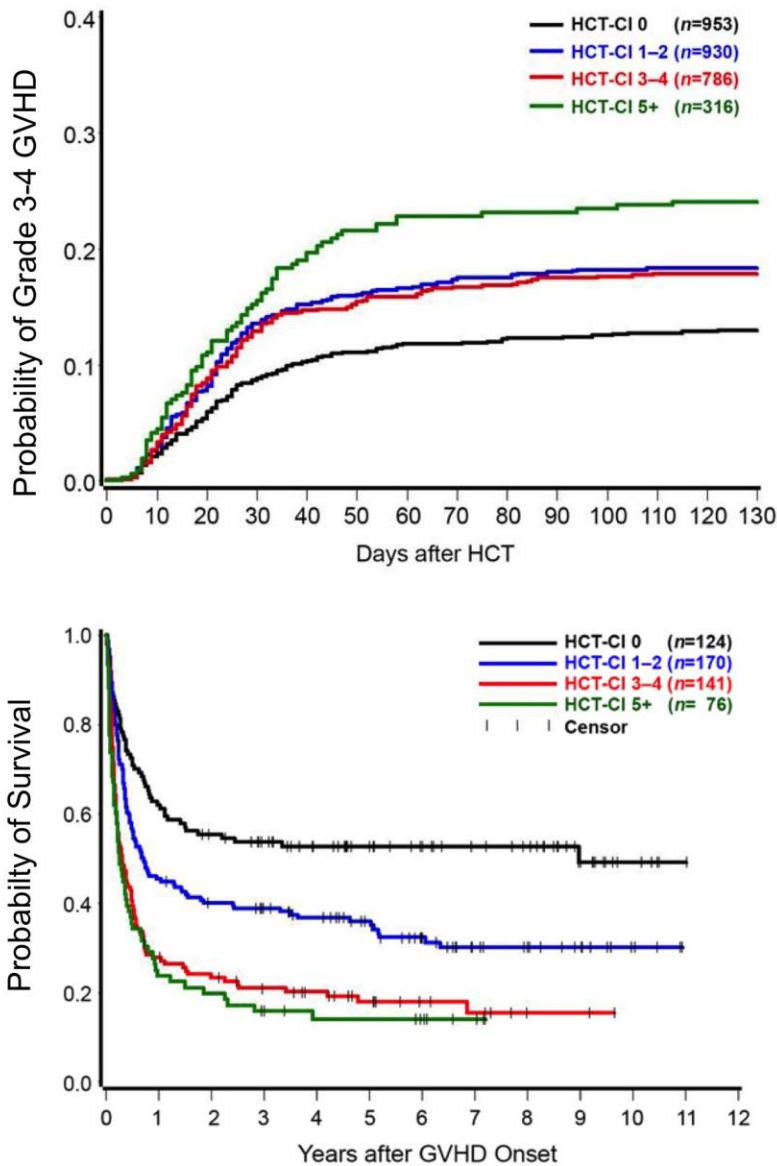 0.4
HCT-CI 0 (n=953)
HCT-CI 1–2 (n=930)
HCT-CI 3–4 (n=786)
HCT-CI 5+ (n=316)
0.3
0.2
0.1
0.0
Probability of Grade 3-4 GVHD
0 10 20 30 40 50 60 70 80 90 100 110 120 130
Days after HCT
1.0
HCT-CI 0 (n=124)
HCT-CI 1–2 (n=170)
HCT-CI 3–4 (n=141)
HCT-CI 5+ (n= 76)
Censor
0.8
0.6
0.4
0.2
0.0
Probabilty of Survival
0 1 2 3 4 5 6 7 8 9 10 11 12
Years after GVHD Onset